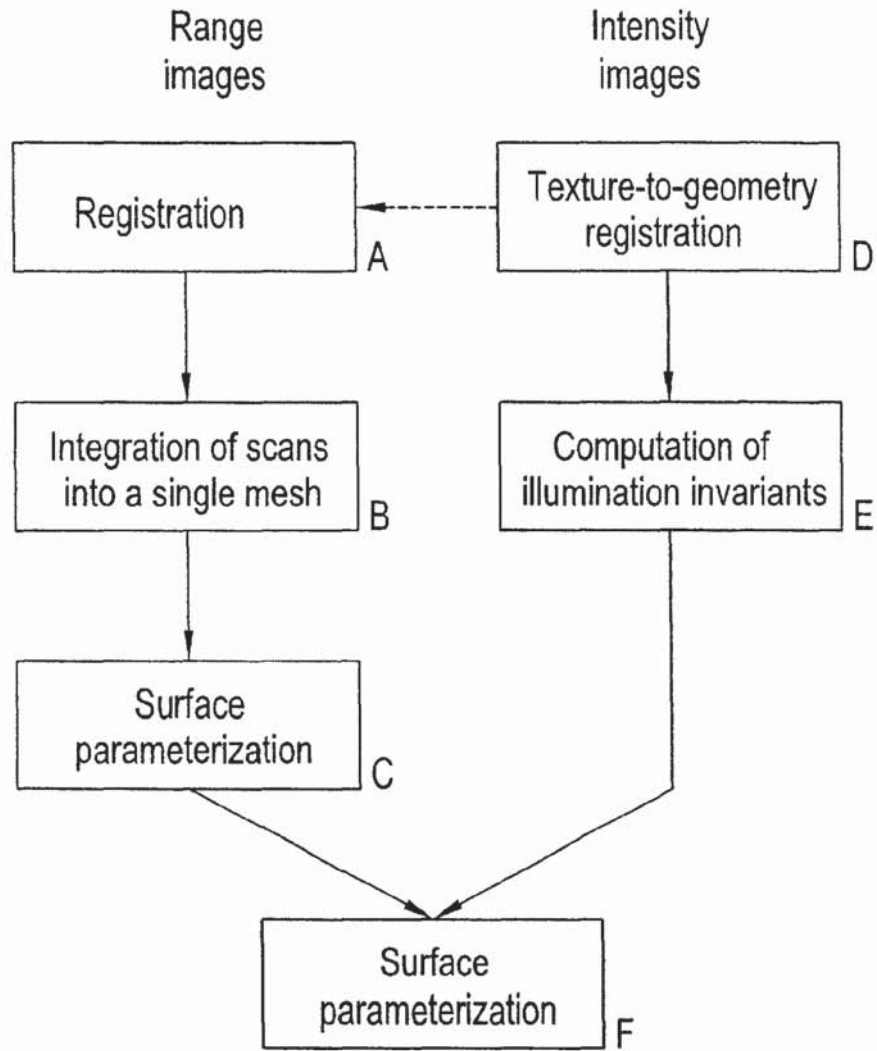 Range
images
Intensity
images
Registration
A
Texture-to-geometry
registration
D
Integration of scans
into a single mesh
B
Computation of
illumination invariants
E
Surface
parameterization
C
Surface
parameterization
F